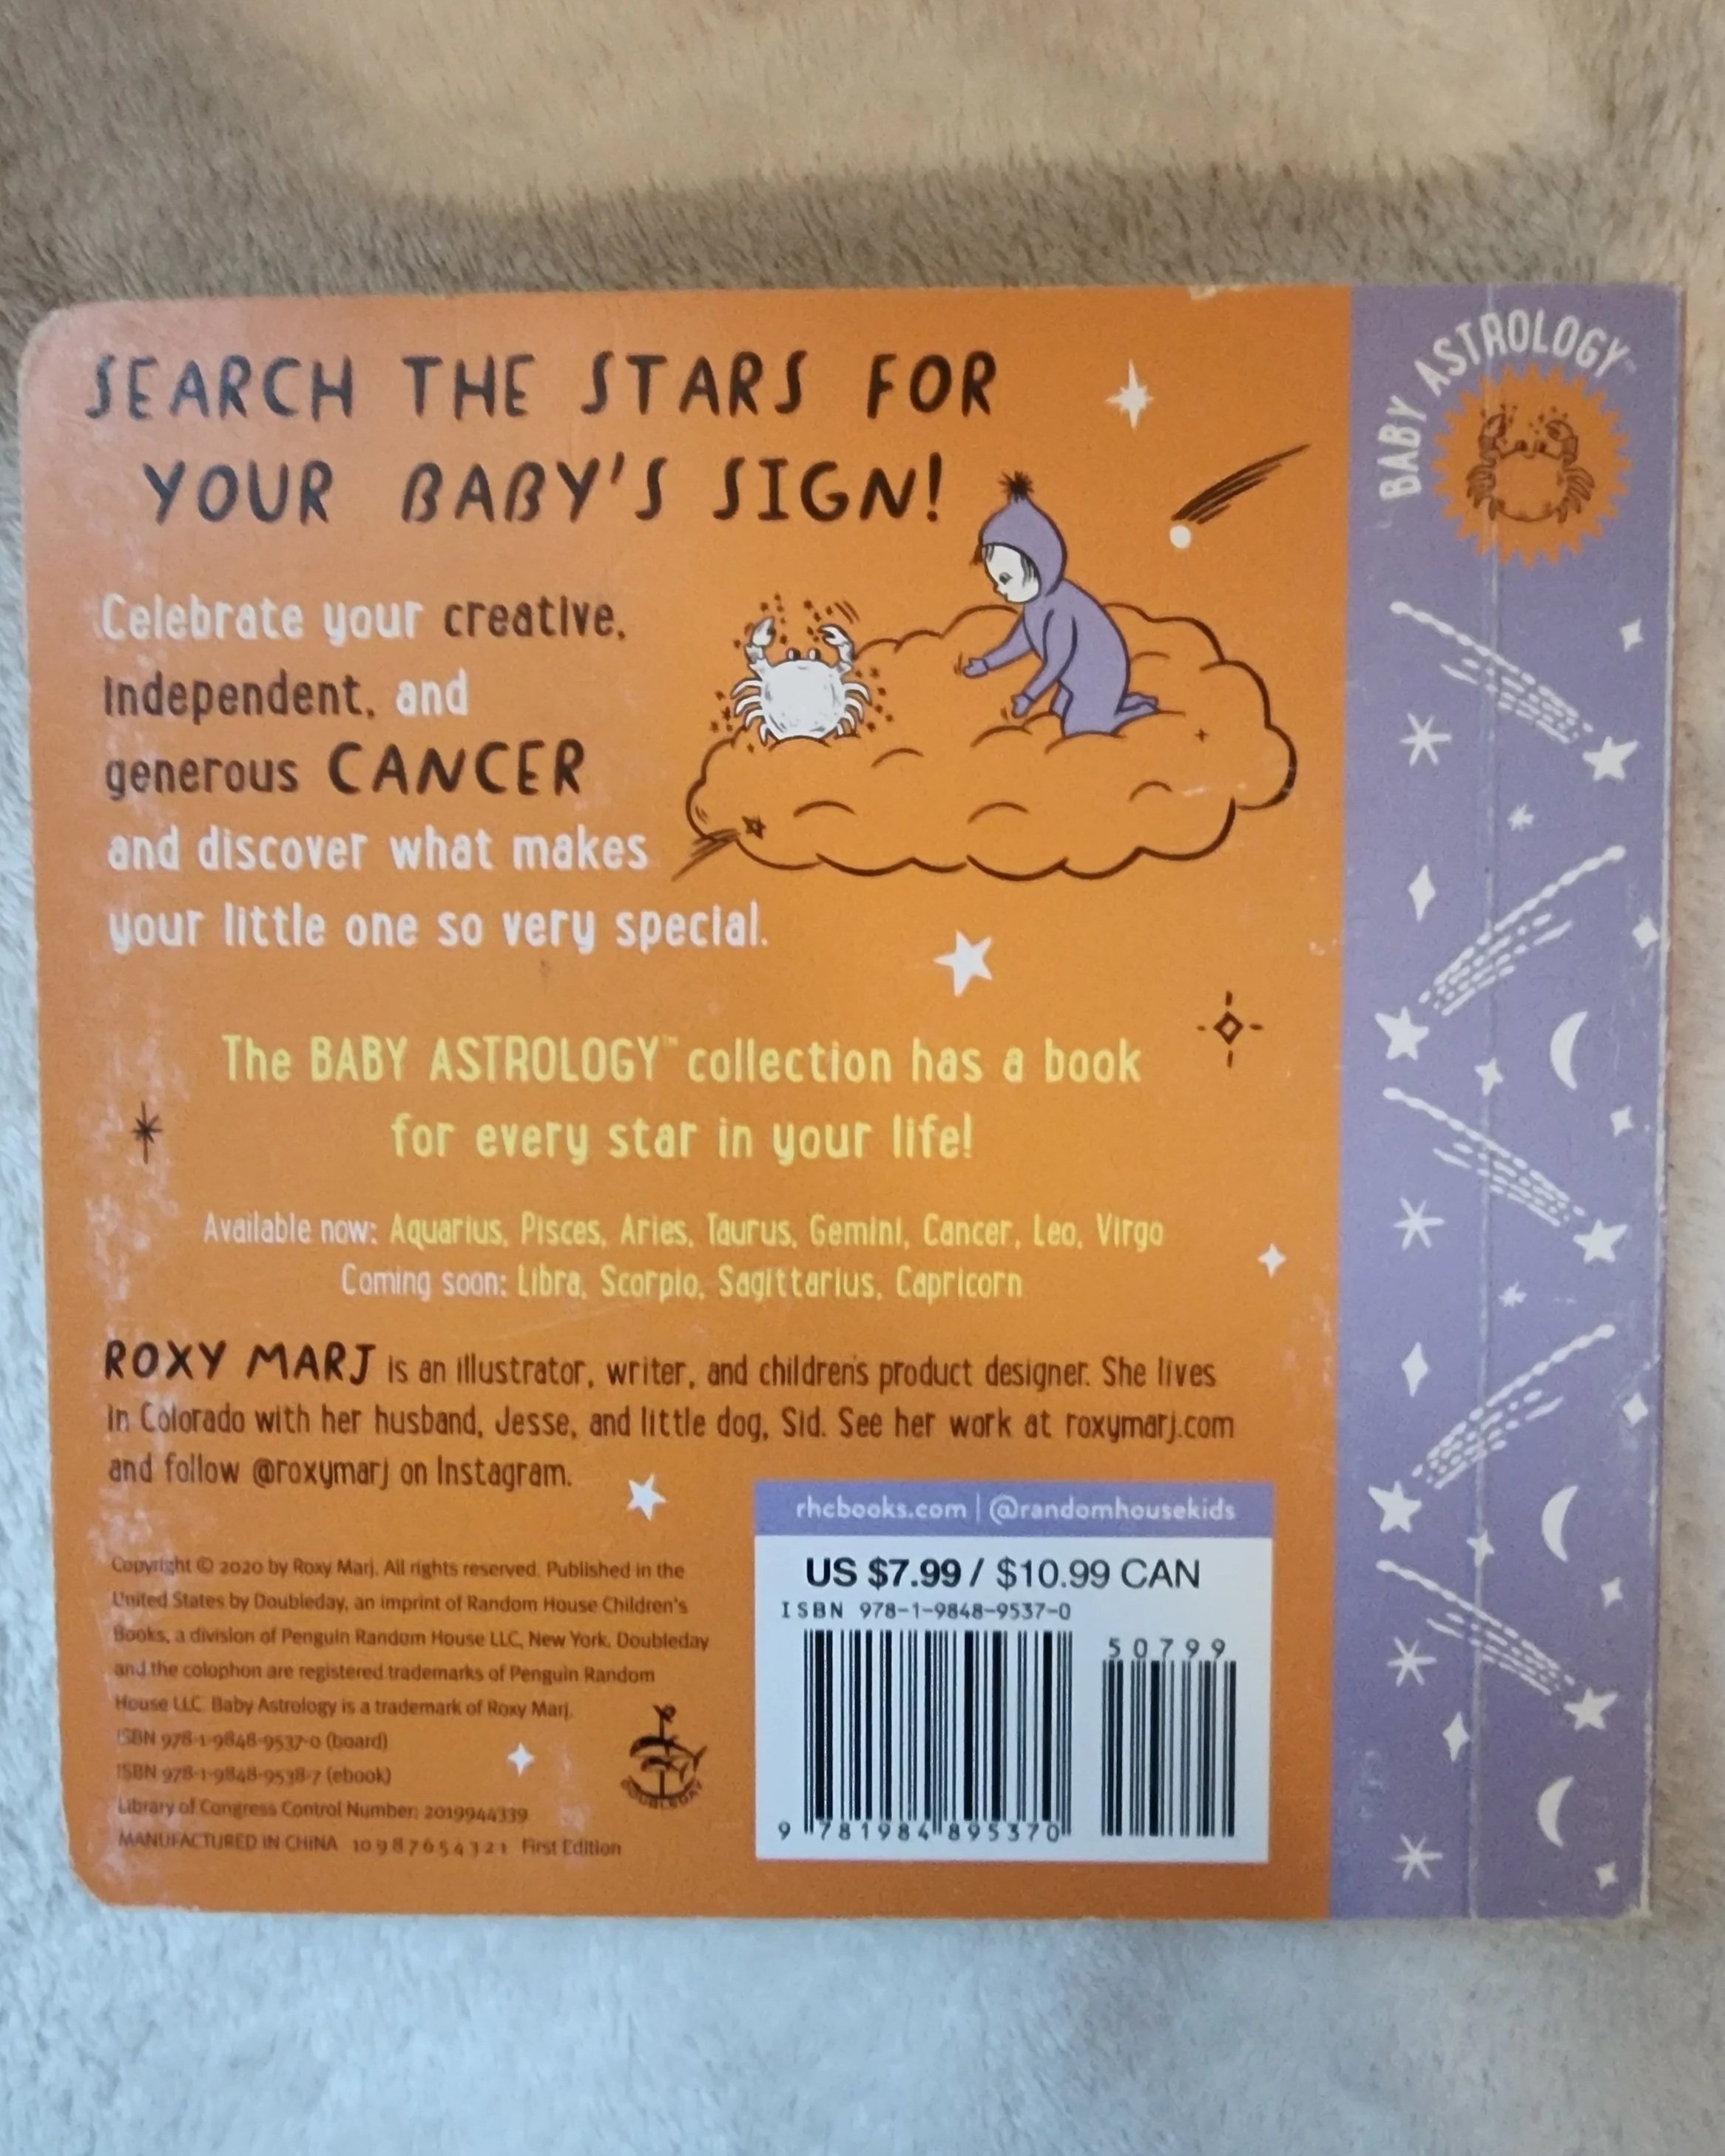 SEARCH THE STARS FOR
YOUR BABY'S SIGN!
Celebrate your creative,
independent, and
generous CANCER
and discover what makes
your little one so very special.
The BABY ASTROLOGY™ collection has a book
for every star in your life!
Available now: Aquarius, Pisces, Aries, Taurus, Gemini, Cancer, Leo, Virgo
Coming soon: Libra, Scorpio, Sagittarius, Capricorn
ROXY MARJ is an illustrator, writer, and children's product designer. She lives
in Colorado with her husband, Jesse, and little dog, Sid. See her work at roxymarj.com
and follow @roxymarj on Instagram.
Copyright © 2020 by Roxy Marj. All rights reserved. Published in the
United States by Doubleday, an imprint of Random House Children's
Books, a division of Penguin Random House LLC, New York. Doubleday
and the colophon are registered trademarks of Penguin Random
House LLC. Baby Astrology is a trademark of Roxy Marj.
ISBN 978-1-9848-9537-0 (board)
ISBN 978-1-9848-9538-7 (ebook)
Library of Congress Control Number: 2019944339
MANUFACTURED IN CHINA 10 9 8 7 6 5 4 3 2 1 First Edition
DOUBLEDAY
rhcbooks.com | @randomhousekids
US $7.99 / $10.99 CAN
ISBN 978-1-9848-9537-0
50799
9 781984 895370
BABY ASTROLOGY™